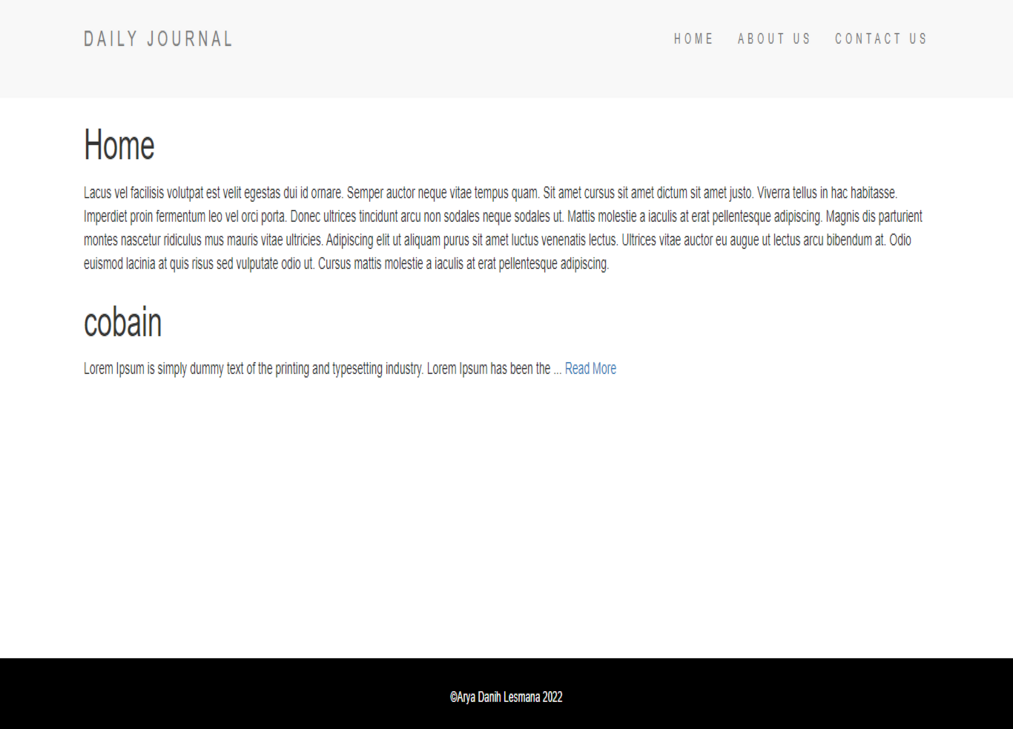 DAILY JOURNAL
HOME ABOUT US CONTACT US
Home
Lacus vel facilisis volutpat est velit egestas dui id ornare. Semper auctor neque vitae tempus quam. Sit amet cursus sit amet dictum sit amet justo. Viverra tellus in hac habitasse.
Imperdiet proin fermentum leo vel orci porta. Donec ultrices tincidunt arcu non sodales neque sodales ut. Mattis molestie a iaculis at erat pellentesque adipiscing. Magnis dis parturient
montes nascetur ridiculus mus mauris vitae ultricies. Adipiscing elit ut aliquam purus sit amet luctus venenatis lectus. Ultrices vitae auctor eu augue ut lectus arcu bibendum at. Odio
euismod lacinia at quis risus sed vulputate odio ut. Cursus mattis molestie a iaculis at erat pellentesque adipiscing.
cobain
Lorem Ipsum is simply dummy text of the printing and typesetting industry. Lorem Ipsum has been the ... Read More
©Arya Danih Lesmana 2022